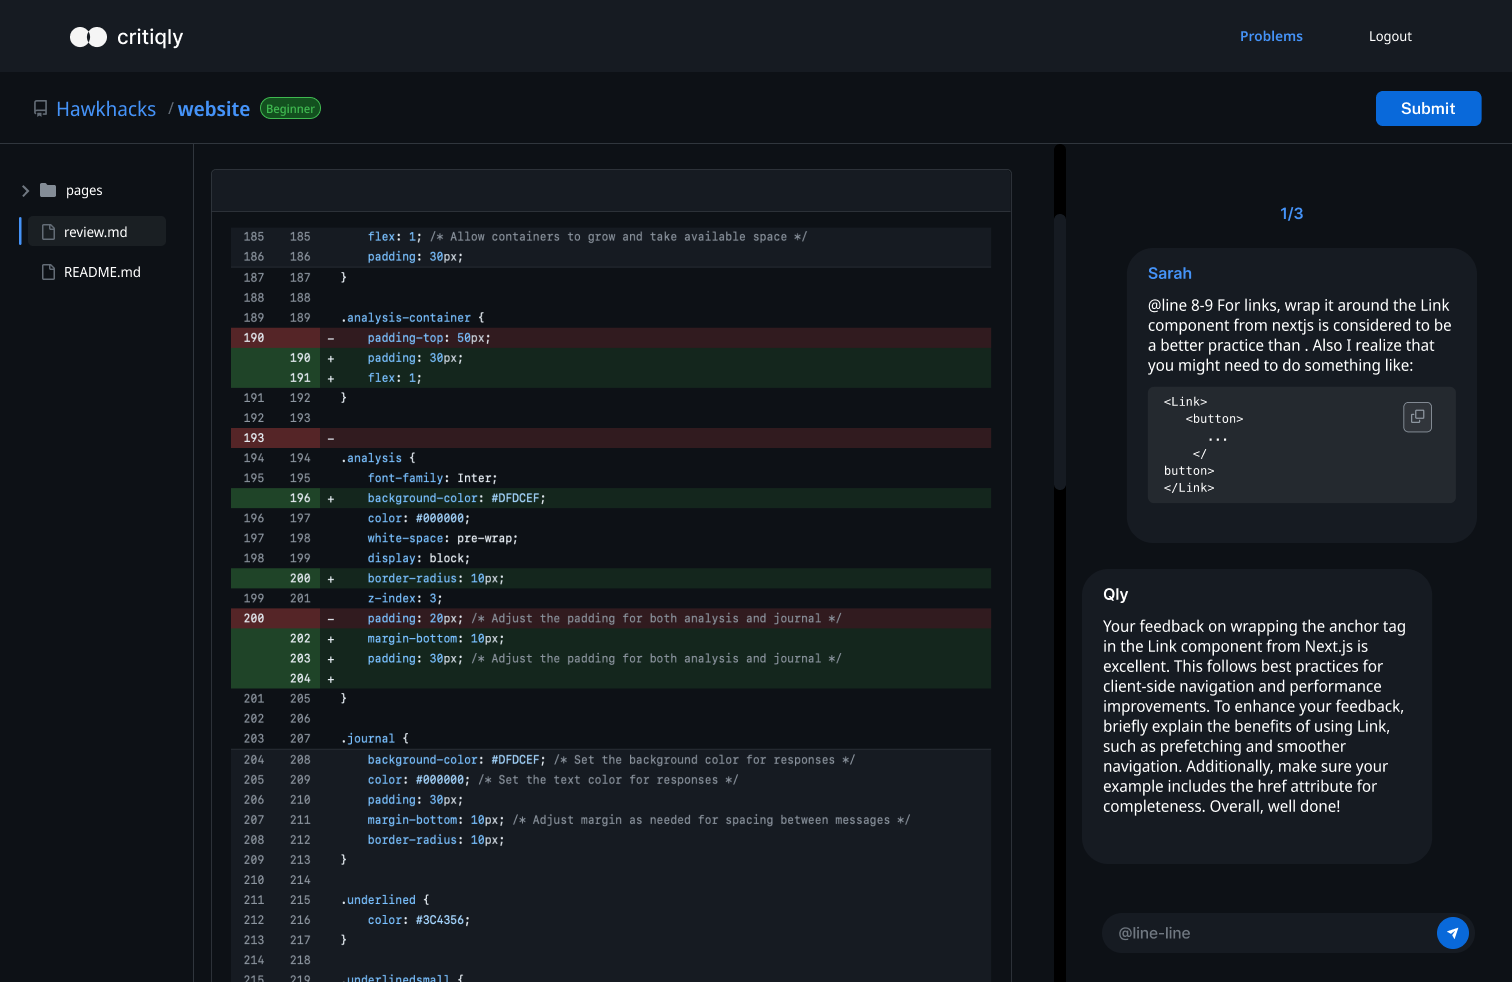 critiqly
Problems
Logout
Hawkhacks / website Beginner
Submit
pages
review.md
README.md
185 185 flex: 1; /* Allow containers to grow and take available space */
186 186 padding: 30px;
187 187 }
188 188
189 189 .analysis-container {
190 - padding-top: 50px;
190 + padding: 30px;
191 + flex: 1;
191 192 }
192 193
193 -
194 194 .analysis {
195 195 font-family: Inter;
196 + background-color: #DFDCEF;
196 197 color: #000000;
197 198 white-space: pre-wrap;
198 199 display: block;
200 + border-radius: 10px;
199 201 z-index: 3;
200 - padding: 20px; /* Adjust the padding for both analysis and journal */
202 + margin-bottom: 10px;
203 + padding: 30px; /* Adjust the padding for both analysis and journal */
204 +
201 205 }
202 206
203 207 .journal {
204 208 background-color: #DFDCEF; /* Set the background color for responses */
205 209 color: #000000; /* Set the text color for responses */
206 210 padding: 30px;
207 211 margin-bottom: 10px; /* Adjust margin as needed for spacing between messages */
208 212 border-radius: 10px;
209 213 }
210 214
211 215 .underlined {
212 216 color: #3C4356;
213 217 }
214 218
215 219 .underlinedsmall {
1/3
Sarah
@line 8-9 For links, wrap it around the Link
component from nextjs is considered to be
a better practice than . Also I realize that
you might need to do something like:
<Link>
<button>
...
</
button>
</Link>
Qly
Your feedback on wrapping the anchor tag
in the Link component from Next.js is
excellent. This follows best practices for
client-side navigation and performance
improvements. To enhance your feedback,
briefly explain the benefits of using Link,
such as prefetching and smoother
navigation. Additionally, make sure your
example includes the href attribute for
completeness. Overall, well done!
@line-line